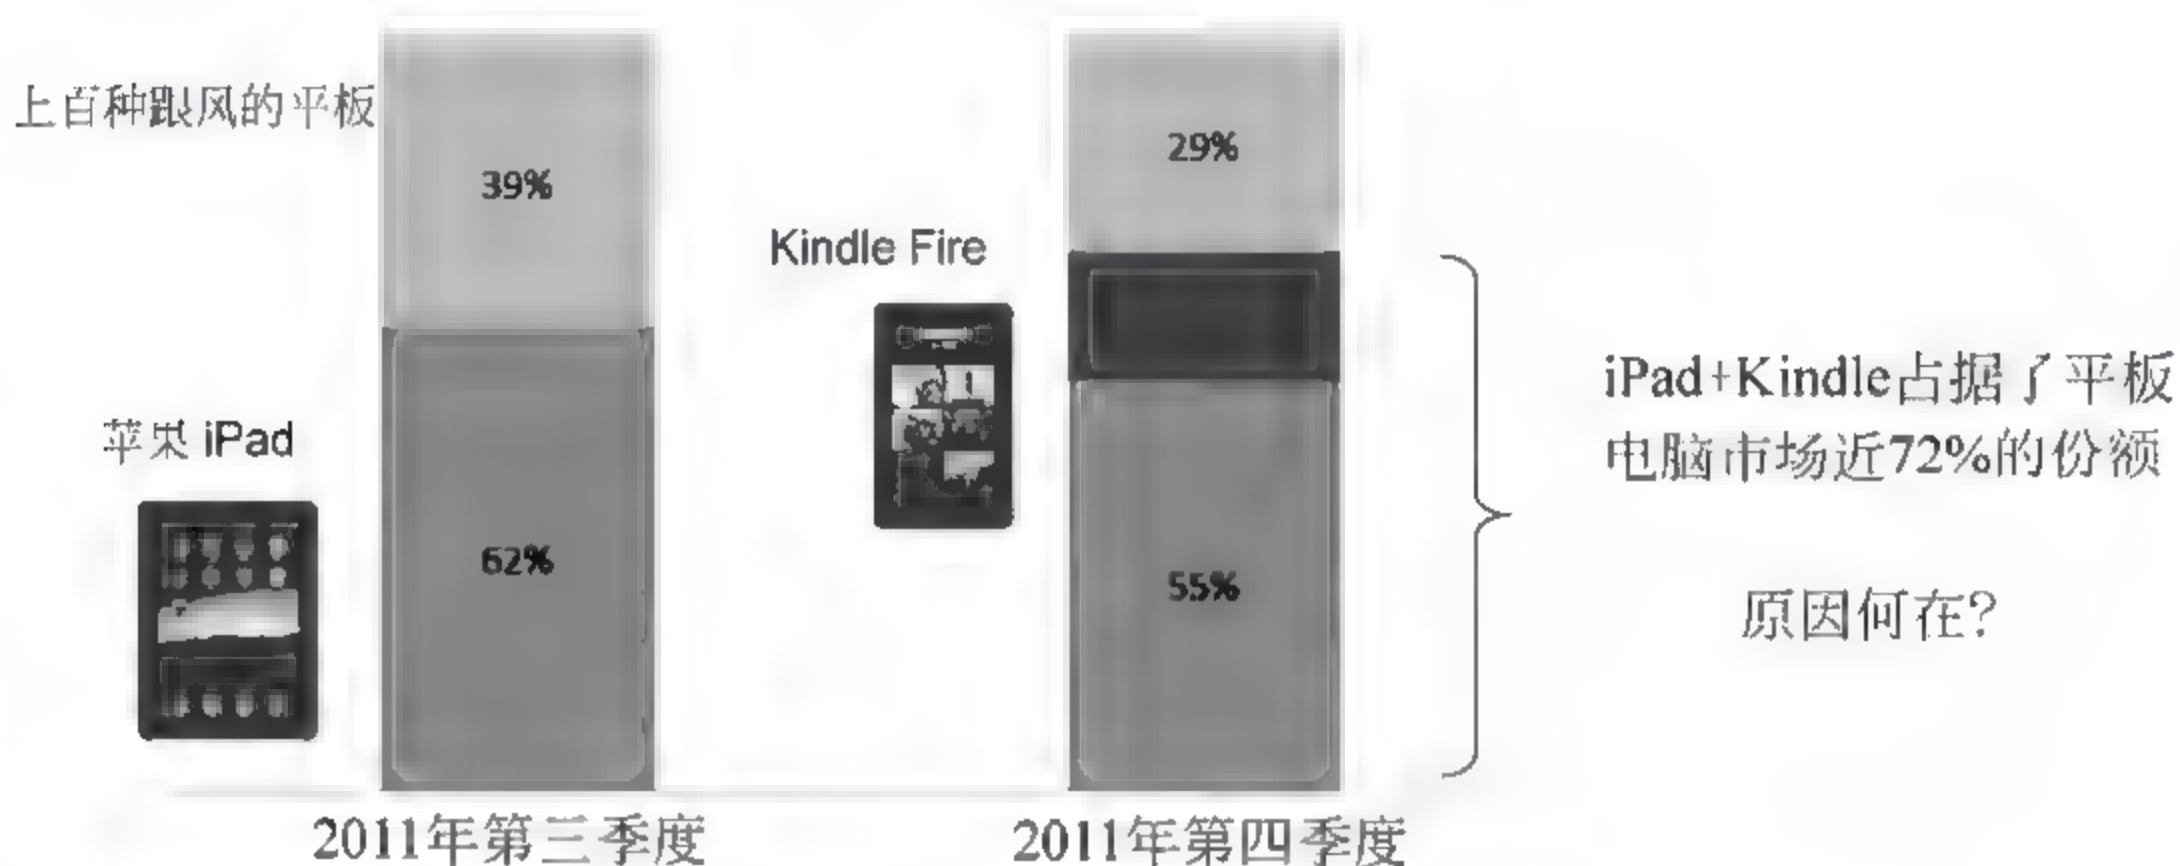 上百种跟风的平板
39%
苹果 iPad
62%
2011年第三季度
Kindle Fire
29%
55%
2011年第四季度
iPad+Kindle占据了平板
电脑市场近72%的份额
原因何在?